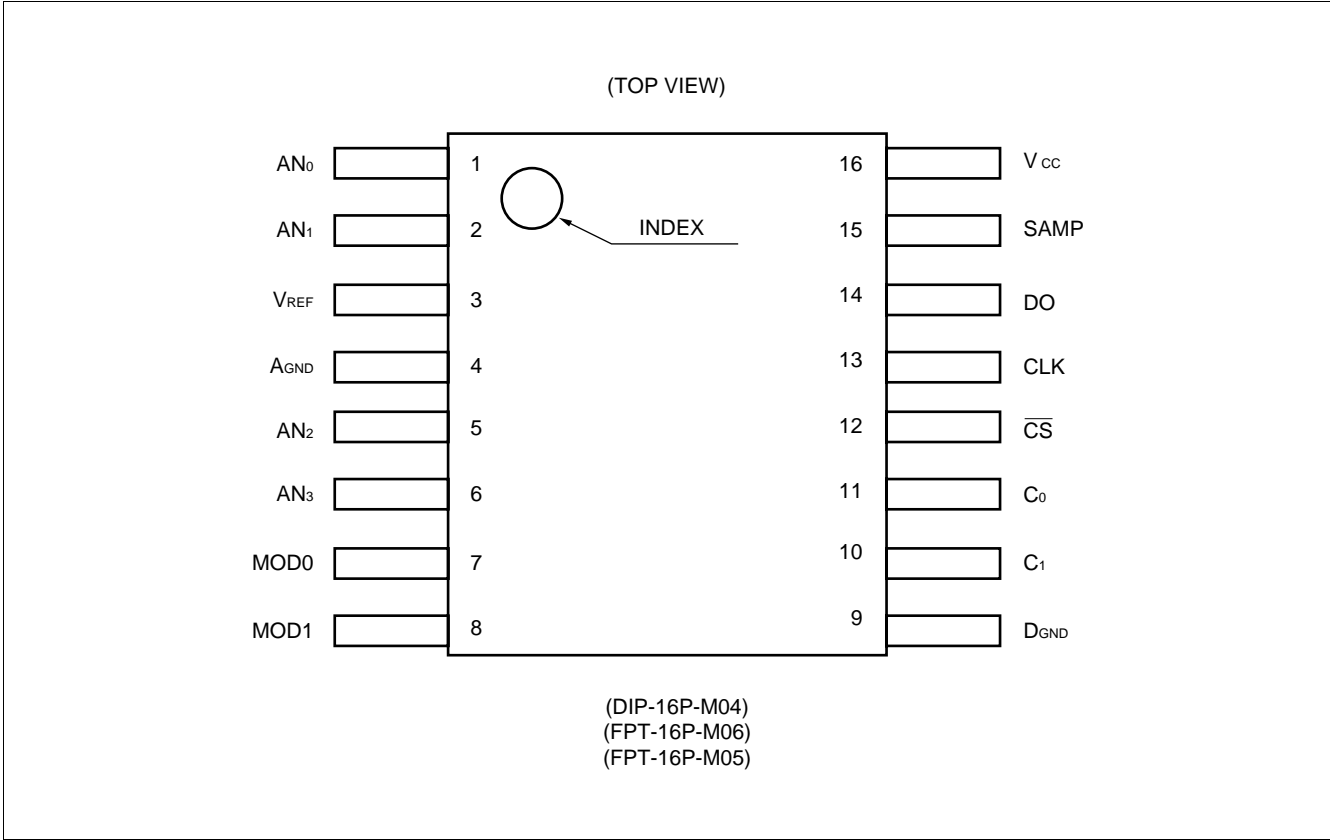 (TOP VIEW)
AN0 1 16 VCC
AN1 2 INDEX 15 SAMP
VREF 3 14 DO
AGND 4 13 CLK
AN2 5 12 C̅S̅
AN3 6 11 C0
MOD0 7 10 C1
MOD1 8 9 DGND
(DIP-16P-M04)
(FPT-16P-M06)
(FPT-16P-M05)